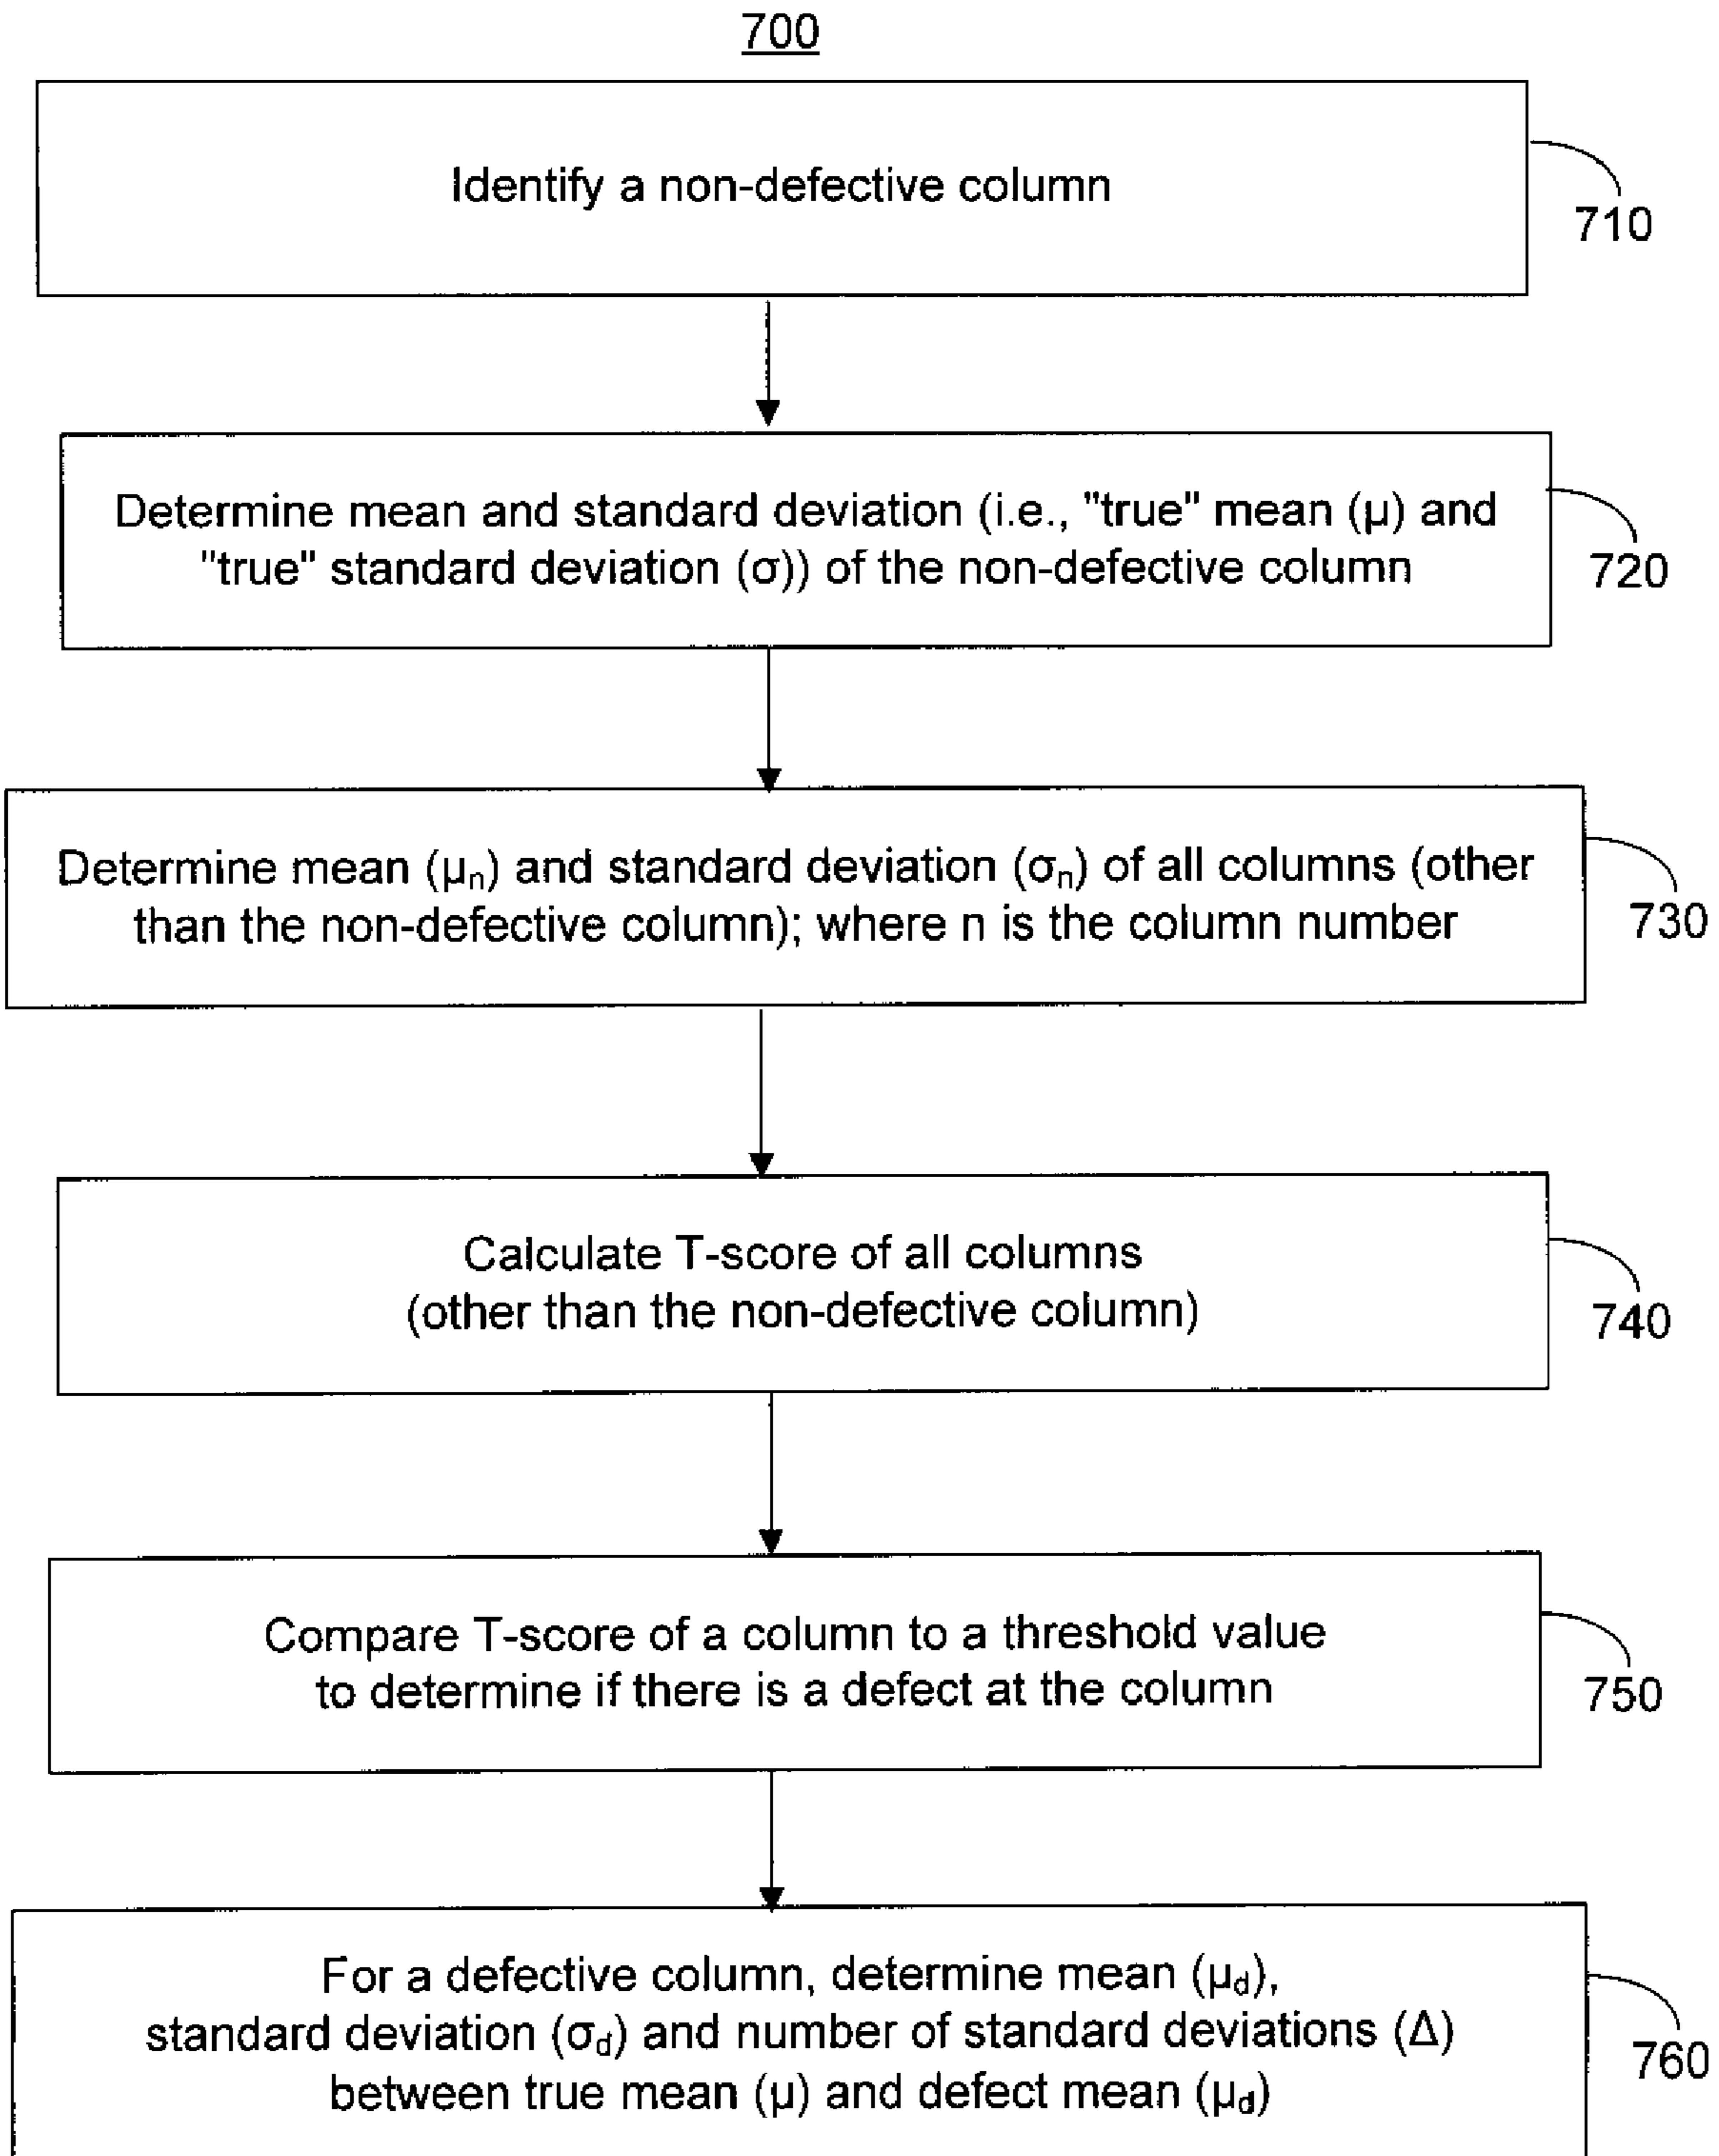 700
Identify a non-defective column
710
Determine mean and standard deviation (i.e., "true" mean (μ) and
"true" standard deviation (σ)) of the non-defective column
720
Determine mean (μₙ) and standard deviation (σₙ) of all columns (other
than the non-defective column); where n is the column number
730
Calculate T-score of all columns
(other than the non-defective column)
740
Compare T-score of a column to a threshold value
to determine if there is a defect at the column
750
For a defective column, determine mean (μ_d),
standard deviation (σ_d) and number of standard deviations (Δ)
between true mean (μ) and defect mean (μ_d)
760